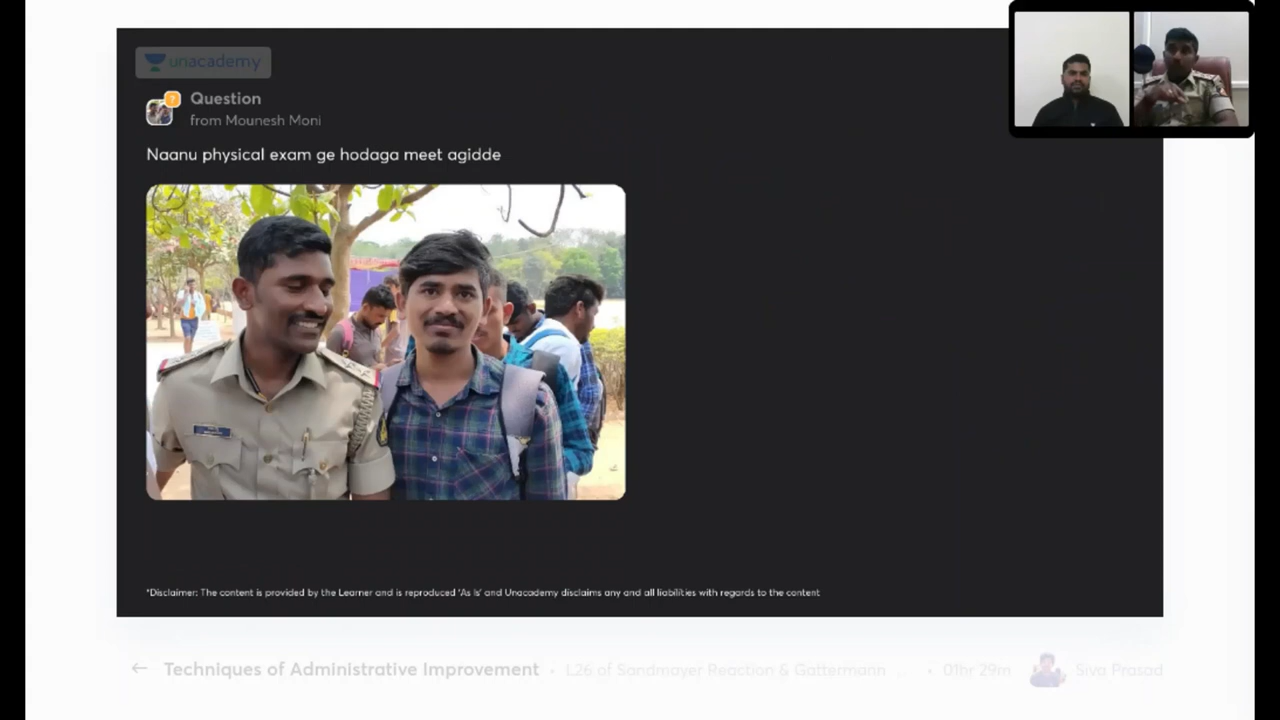 unacademy
?
Question
from Mounesh Moni
Naanu physical exam ge hodaga meet agidde
*Disclaimer: The content is provided by the Learner and is reproduced 'As Is' and Unacademy disclaims any and all liabilities with regards to the content
← Techniques of Administrative Improvement • L26 of Sandmayer Reaction & Gattermann ... • 01hr 29m Siva Prasad